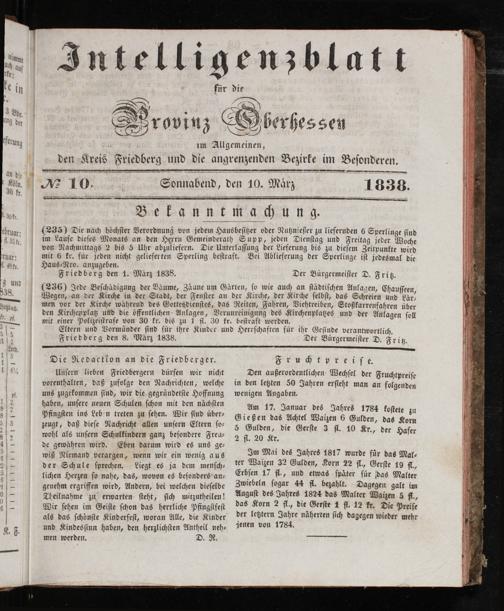 Intelligenzblatt
für die
Provinz Oberhessen
im Allgemeinen,
den Kreis Friedberg und die angrenzenden Bezirke im Besonderen.
№ 10. Sonnabend, den 10. März 1838.
Bekanntmachung.
(235) Die nach höchster Verordnung von jedem Hausbesitzer oder Nutznießer zu liefernden 6 Sperlinge sind
im Laufe dieses Monats an den Herrn Gemeinderath Supp, jeden Dienstag und Freitag jeder Woche
von Nachmittags 2 bis 5 Uhr abzuliefern. Die Unterlassung der Lieferung bis zu diesem Zeitpunkte wird
mit 6 kr. für jeden nicht gelieferten Sperling bestraft. Bei Ablieferung der Sperlinge ist jedesmal die
Haus-Nro. anzugeben.
Friedberg den 1. März 1838. Der Bürgermeister D. Fritz.
(236) Jede Beschädigung der Bäume, Zäune um Gärten, so wie auch an städtischen Anlagen, Chausseen,
Wegen, an der Kirche in der Stadt, der Fenster an der Kirche, der Kirche selbst, das Schreien und Lär-
men vor der Kirche während des Gottesdienstes, das Reiten, Fahren, Viehtreiben, Stoßkarrenfahren über
den Kirchenplatz und die öffentlichen Anlagen, Verunreinigung des Kirchenplatzes und der Anlagen soll
mit einer Polizeistrafe von 30 kr. bis zu 1 fl. 30 kr. bestraft werden.
Eltern und Vormünder sind für ihre Kinder und Herrschaften für ihr Gesinde verantwortlich.
Friedberg den 8. März 1838. Der Bürgermeister D. Fritz.
Die Redaction an die Friedberger.
Unsern lieben Friedbergern dürfen wir nicht
vorenthalten, daß zufolge den Nachrichten, welche
uns zugekommen sind, wir die gegründetste Hoffnung
haben, unsere neuen Schulen schon mit den nächsten
Pfingsten ins Leben treten zu sehen. Wir sind über-
zeugt, daß diese Nachricht allen unsern Eltern so-
wohl als unsern Schulkindern ganz besondere Freu-
de gewähren wird. Eben darum wird es uns ge-
wiß Niemand verargen, wenn wir ein wenig aus
der Schule sprechen. Liegt es ja dem mensch-
lichen Herzen so nahe, das, wovon es besonders an-
genehm ergriffen wird, Andern, bei welchen dieselbe
Theilnahme zu erwarten steht, sich mitzutheilen!
Wir sehen im Geiste schon das herrliche Pfingstfest
als das schönste Kinderfest, woran Alle, die Kinder
und Kindessinn haben, den herzlichsten Antheil neh-
men werden. D. R.
Fruchtpreise.
Den außerordentlichen Wechsel der Fruchtpreise
in den letzten 50 Jahren ersieht man an folgenden
wenigen Angaben.
Am 17. Januar des Jahrs 1784 kostete zu
Gießen das Achtel Waizen 6 Gulden, das Korn
5 Gulden, die Gerste 3 fl. 10 Kr., der Hafer
2 fl. 20 Kr.
Im Mai des Jahres 1817 wurde für das Mal-
ter Waizen 32 Gulden, Korn 22 fl., Gerste 19 fl.,
Erbsen 17 fl., und etwas später für das Malter
Zwiebeln sogar 44 fl. bezahlt. Dagegen galt im
August des Jahres 1824 das Malter Waizen 5 fl.,
das Korn 2 fl., die Gerste 1 fl. 12 kr. Die Preise
der letztern Jahre näherten sich dagegen wieder mehr
jenen von 1784.